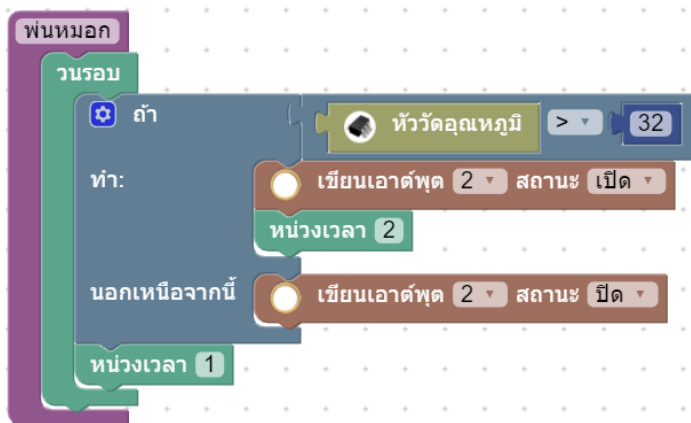 พ่นหมอก
วนรอบ
ถ้า หัววัดอุณหภูมิ > 32
ทำ: เขียนเอาต์พุต 2 สถานะ เปิด
หน่วงเวลา 2
นอกเหนือจากนี้ เขียนเอาต์พุต 2 สถานะ ปิด
หน่วงเวลา 1